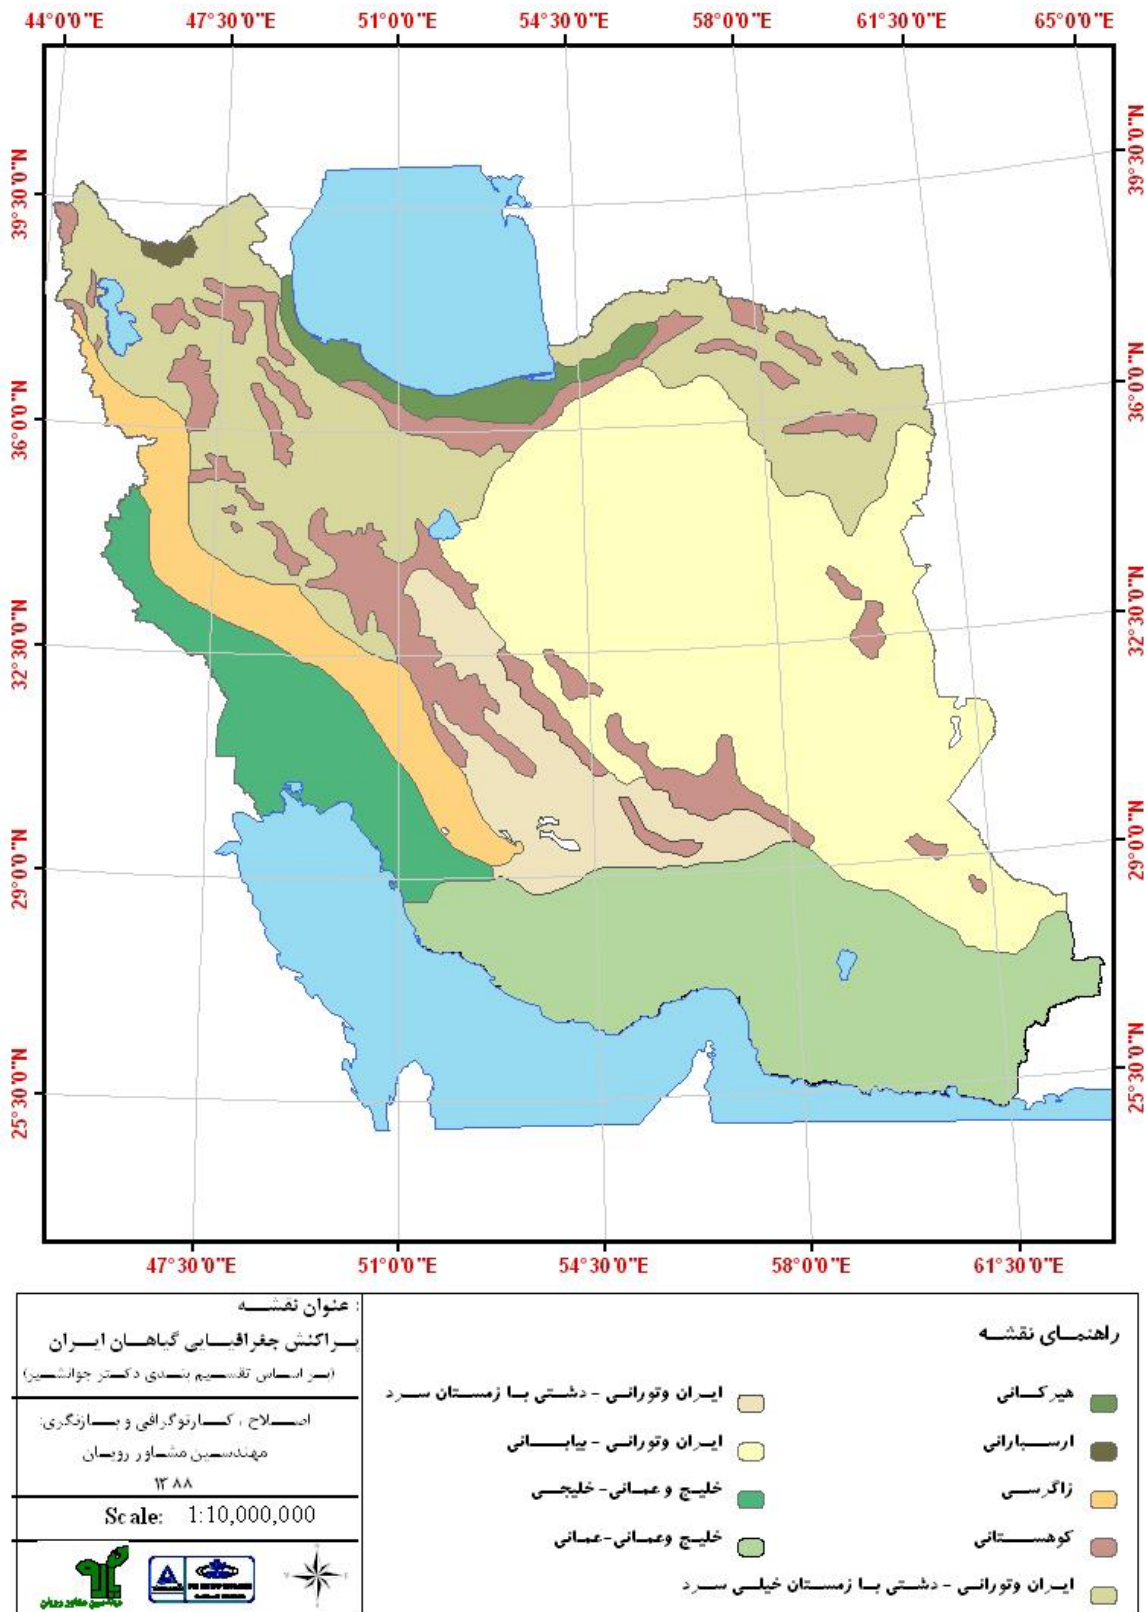 44°0'0"E 47°30'0"E 51°0'0"E 54°30'0"E 58°0'0"E 61°30'0"E 65°0'0"E
39°30'0"N
39°30'0"N
36°0'0"N
36°0'0"N
32°30'0"N
32°30'0"N
29°0'0"N
29°0'0"N
25°30'0"N
25°30'0"N
47°30'0"E 51°0'0"E 54°30'0"E 58°0'0"E 61°30'0"E
عنوان نقشه :
پراکنش جغرافیایی گیاهان ایران
(بر اساس تقسیم بندی دکتر جوانشیر)
اصلاح ، کارتوگرافی و بازنگری:
مهندسین مشاور رویان
۱۳۸۸
Scale: 1:10,000,000
راهنمای نقشه
هیرکانی
ارسبارانی
زاگرسی
کوهستانی
ایران وتورانی - دشتی با زمستان خیلی سرد
ایران وتورانی - دشتی با زمستان سرد
ایران وتورانی - بیابانی
خلیج و عمانی - خلیجی
خلیج وعمانی-عمانی
مهندسین مشاور رویان